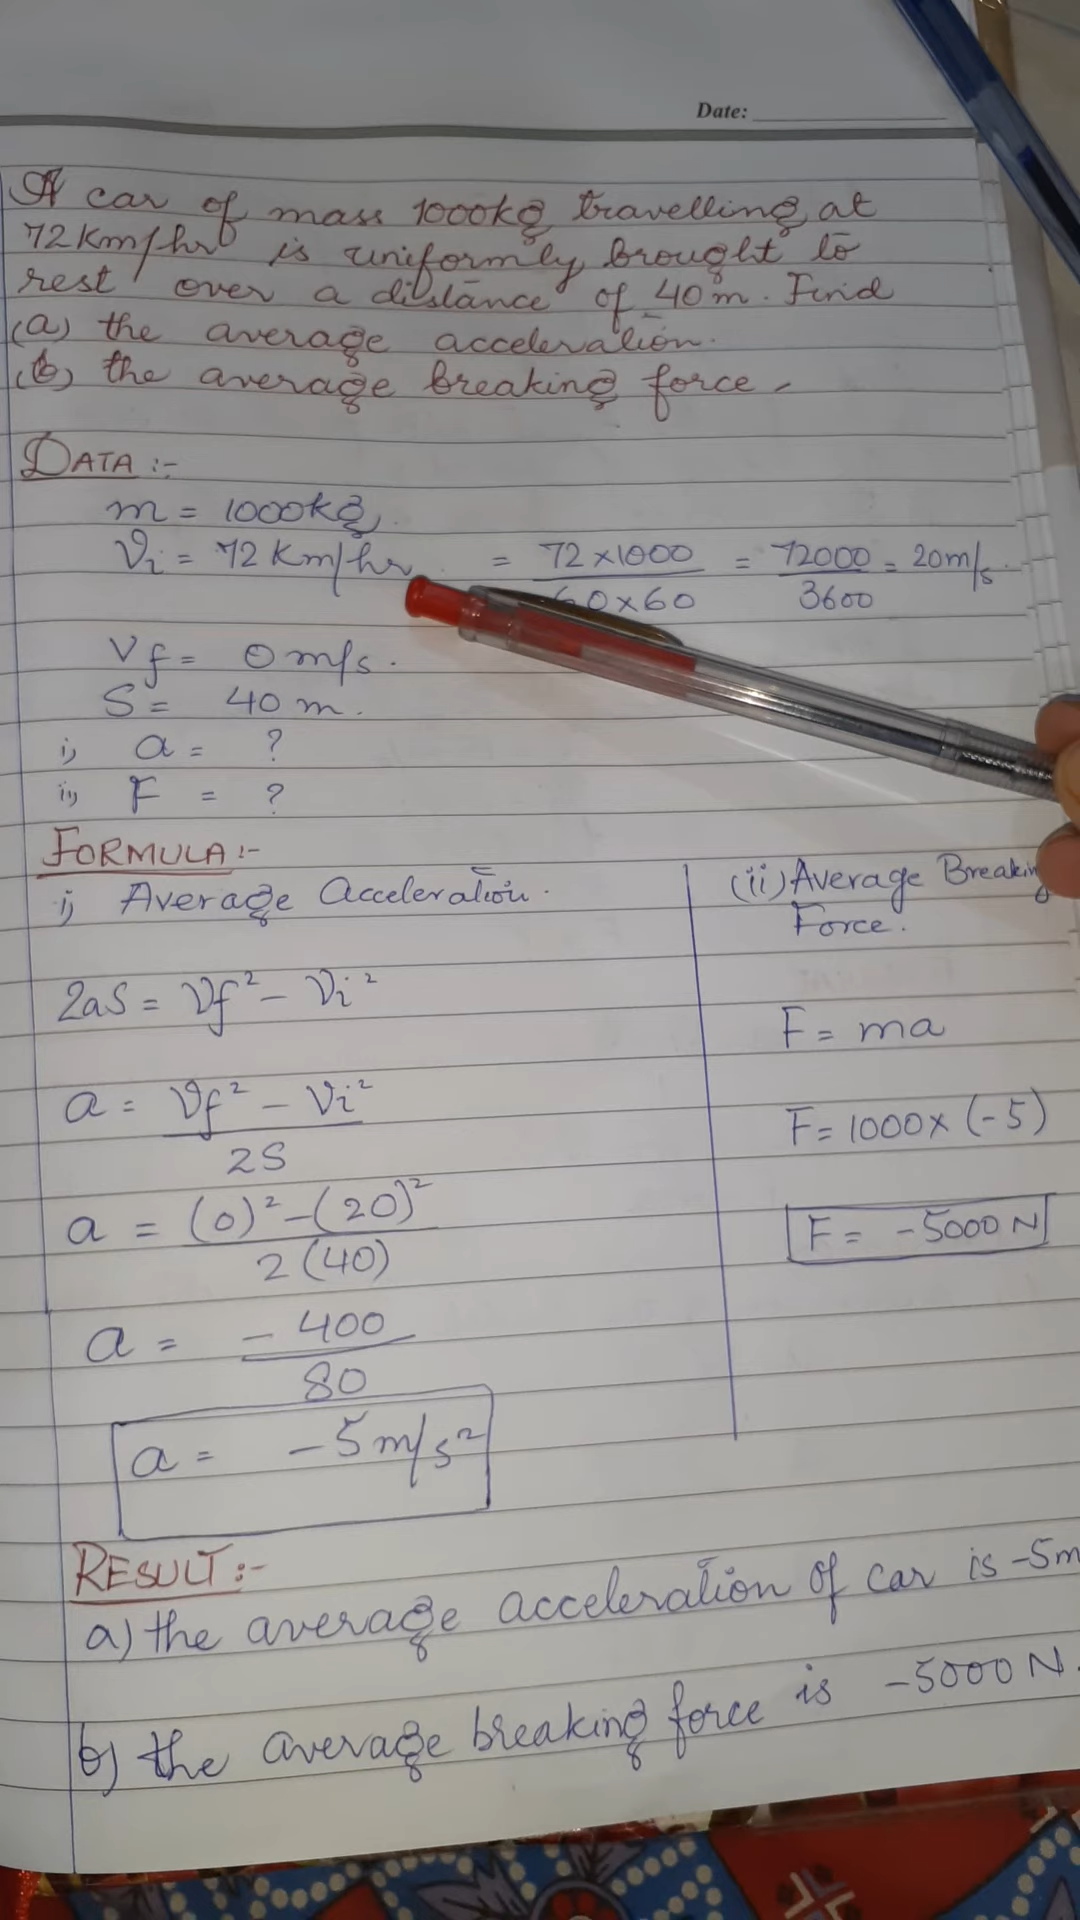 Date:
A car of mass 1000kg travelling at
72 Km/hr is uniformly brought to
rest over a distance of 40 m. Find
(a) the average acceleration.
(b) the average breaking force.
DATA :-
m = 1000kg.
Vi = 72 Km/hr = 72 x 1000 / 60 x 60 = 72000 / 3600 = 20 m/s
Vf = 0 m/s.
S = 40 m.
i) a = ?
ii) F = ?
FORMULA :-
i) Average Acceleration.
2aS = Vf² - Vi²
a = Vf² - Vi² / 2S
a = (0)² - (20)² / 2 (40)
a = - 400 / 80
a = - 5 m/s²
(ii) Average Breakin
Force.
F = ma
F = 1000 x (-5)
F = - 5000 N
RESULT :-
a) the average acceleration of car is -5m
b) the average breaking force is -5000 N.